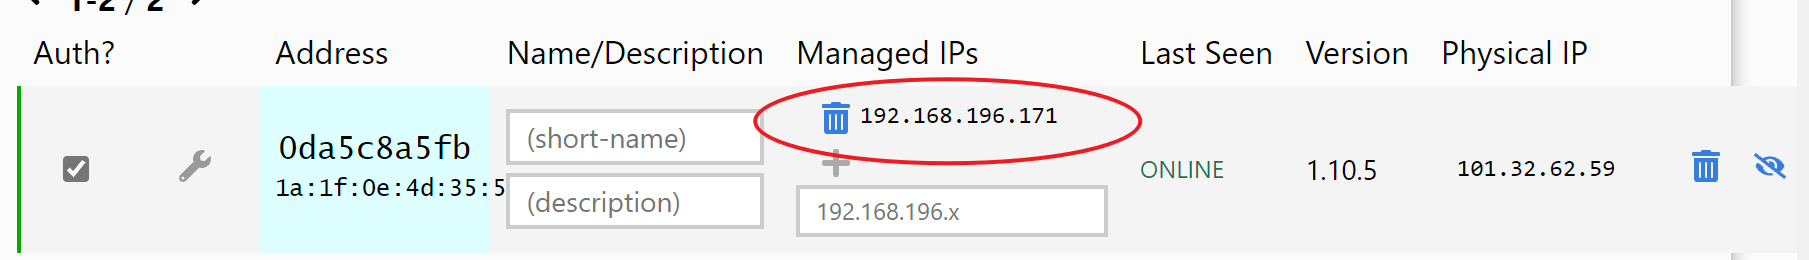 1-2 / 2
Auth? Address Name/Description Managed IPs Last Seen Version Physical IP
192.168.196.171
0da5c8a5fb (short-name)
ONLINE 1.10.5 101.32.62.59
1a:1f:0e:4d:35:5
(description) 192.168.196.x